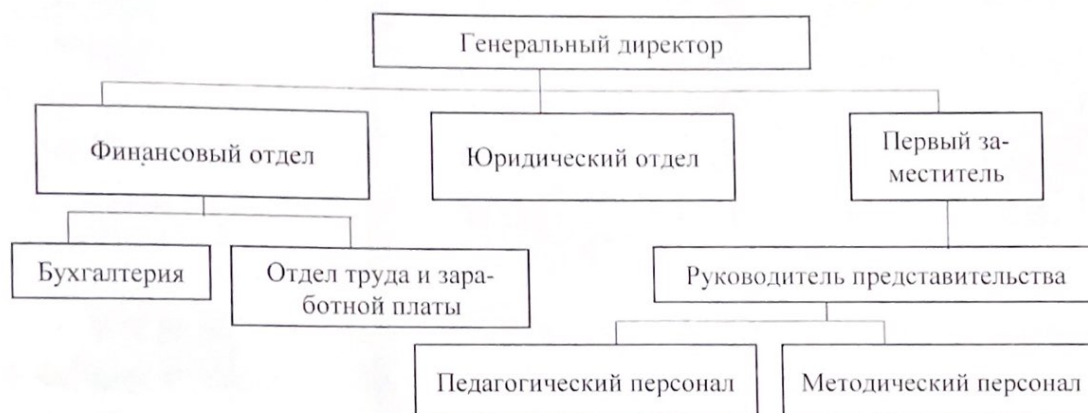 Генеральный директор
Финансовый отдел
Юридический отдел
Первый за-
меститель
Бухгалтерия
Отдел труда и зара-
ботной платы
Руководитель представительства
Педагогический персонал
Методический персонал